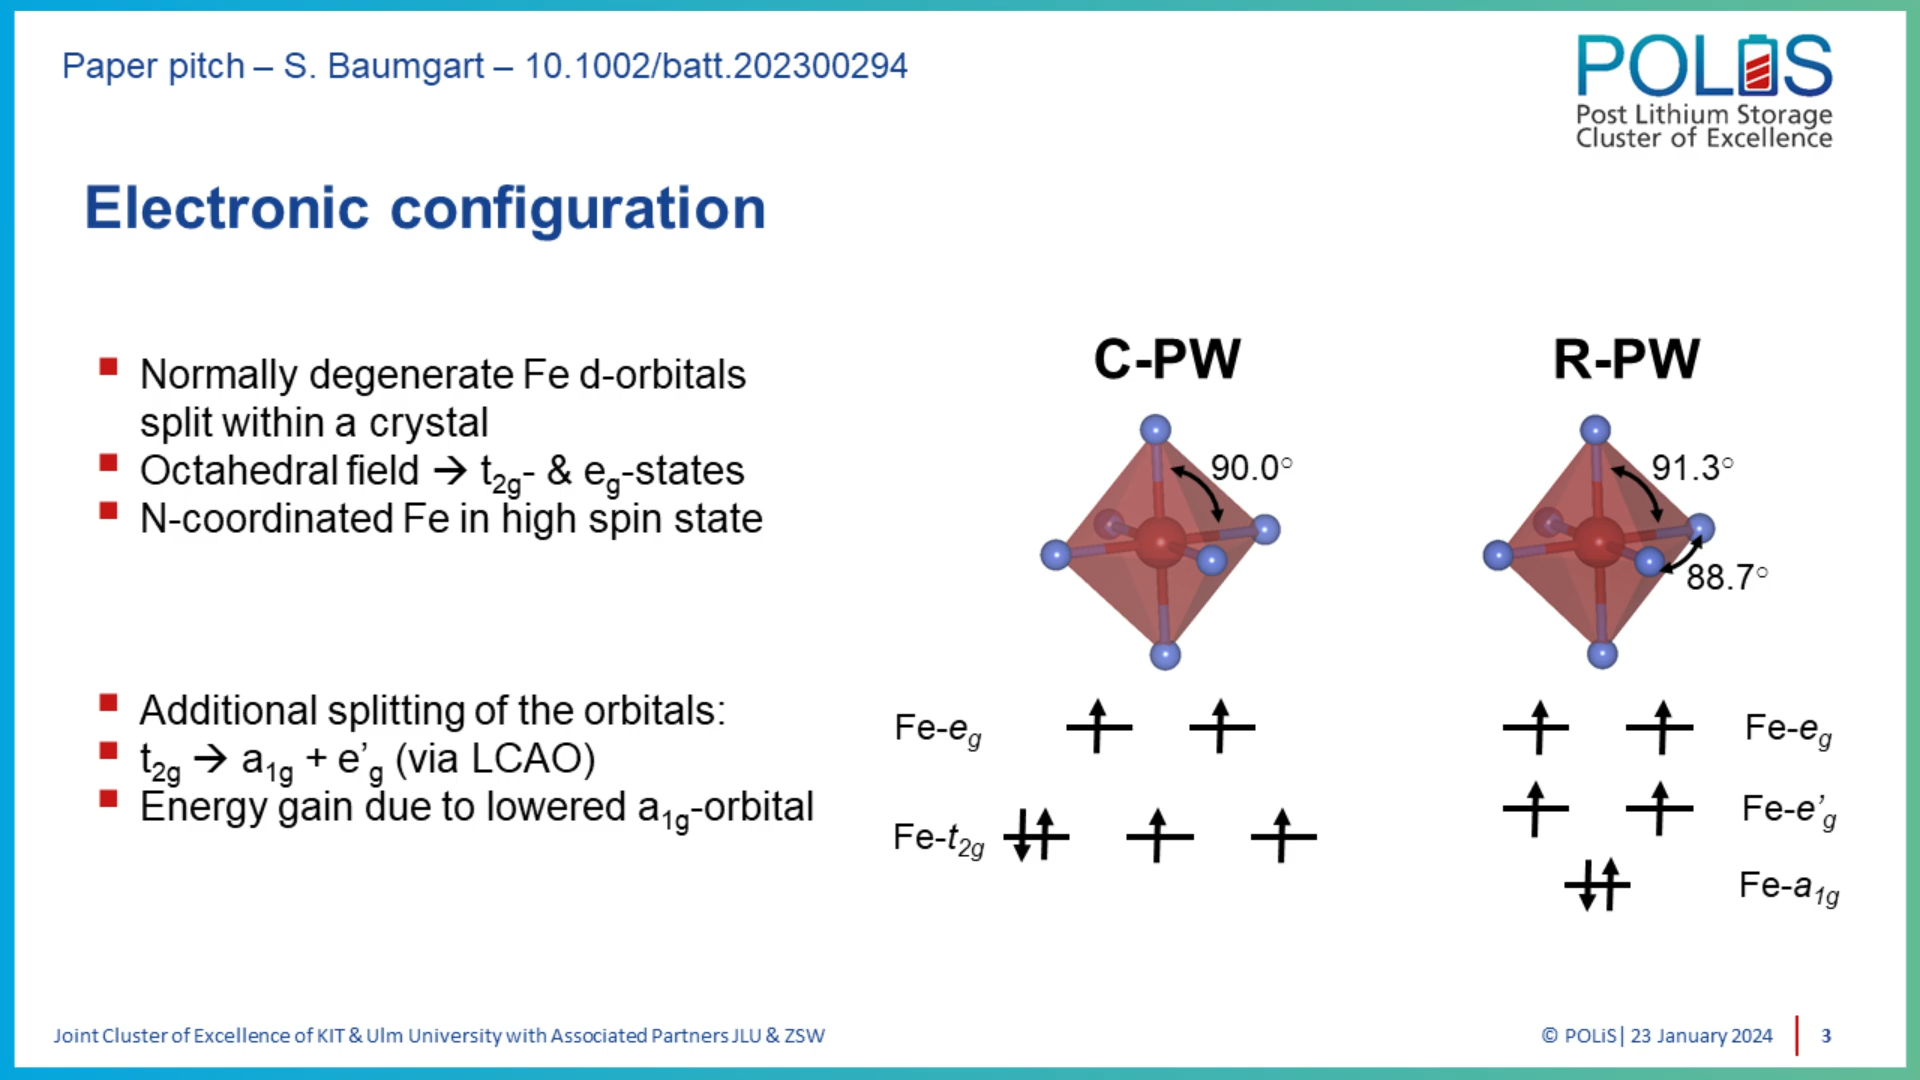 Paper pitch – S. Baumgart – 10.1002/batt.202300294
POLiS
Post Lithium Storage
Cluster of Excellence
Electronic configuration
Normally degenerate Fe d-orbitals
split within a crystal
Octahedral field → t2g- & eg-states
N-coordinated Fe in high spin state
Additional splitting of the orbitals:
t2g → a1g + e’g (via LCAO)
Energy gain due to lowered a1g-orbital
C-PW
90.0°
Fe-eg
Fe-t2g
R-PW
91.3°
88.7°
Fe-eg
Fe-e’g
Fe-a1g
Joint Cluster of Excellence of KIT & Ulm University with Associated Partners JLU & ZSW
© POLiS| 23 January 2024
3